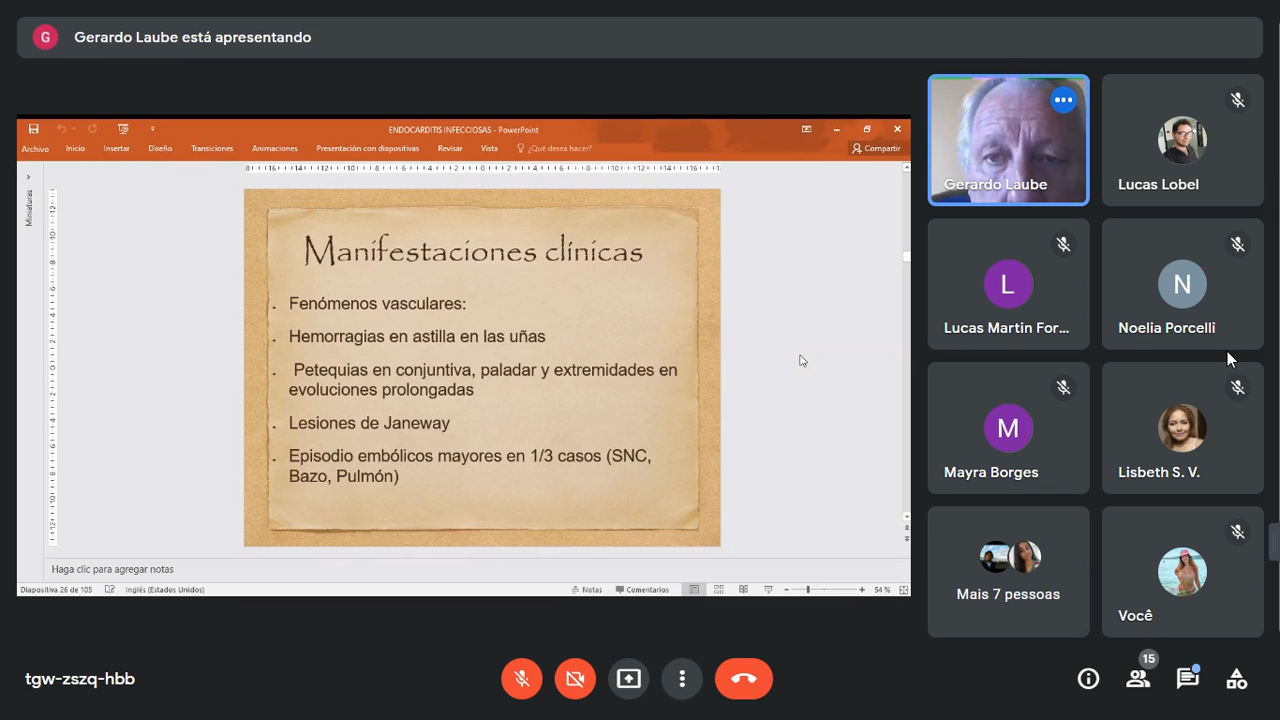 G
Gerardo Laube está apresentando
ENDOCARDITIS INFECCIOSAS - PowerPoint
Archivo Inicio Insertar Diseño Transiciones Animaciones Presentación con diapositivas Revisar Vista ¿Qué desea hacer? Compartir
Miniaturas
Manifestaciones clínicas
. Fenómenos vasculares:
. Hemorragias en astilla en las uñas
. Petequias en conjuntiva, paladar y extremidades en
evoluciones prolongadas
. Lesiones de Janeway
. Episodio embólicos mayores en 1/3 casos (SNC,
Bazo, Pulmón)
Haga clic para agregar notas
Diapositiva 26 de 105 Inglés (Estados Unidos) Notas Comentarios 54 %
Gerardo Laube
Lucas Lobel
L
Lucas Martin For...
N
Noelia Porcelli
M
Mayra Borges
Lisbeth S. V.
Mais 7 pessoas
Você
tgw-zszq-hbb
15